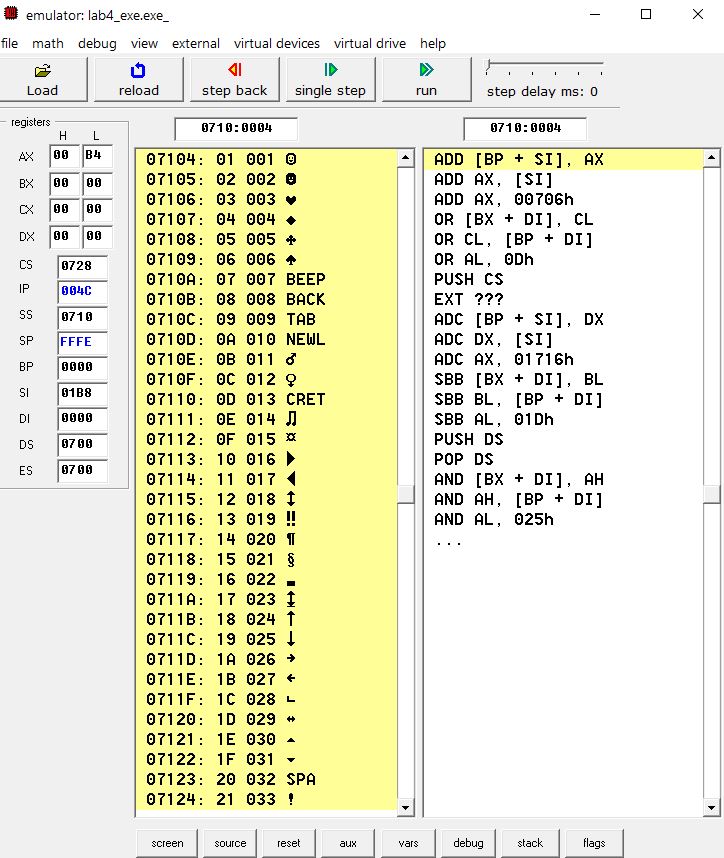 emulator: lab4_exe.exe_
file math debug view external virtual devices virtual drive help
Load reload step back single step run step delay ms: 0
registers
H L
AX 00 B4
BX 00 00
CX 00 00
DX 00 00
CS 0728
IP 004C
SS 0710
SP FFFE
BP 0000
SI 01B8
DI 0000
DS 0700
ES 0700
0710:0004
07104: 01 001 ☺
07105: 02 002 ☻
07106: 03 003 ♥
07107: 04 004 ♦
07108: 05 005 ♣
07109: 06 006 ♠
0710A: 07 007 BEEP
0710B: 08 008 BACK
0710C: 09 009 TAB
0710D: 0A 010 NEWL
0710E: 0B 011 ♂
0710F: 0C 012 ♀
07110: 0D 013 CRET
07111: 0E 014 ♫
07112: 0F 015 ☼
07113: 10 016 ►
07114: 11 017 ◄
07115: 12 018 ↕
07116: 13 019 ‼
07117: 14 020 ¶
07118: 15 021 §
07119: 16 022 ▬
0711A: 17 023 ↨
0711B: 18 024 ↑
0711C: 19 025 ↓
0711D: 1A 026 →
0711E: 1B 027 ←
0711F: 1C 028 ∟
07120: 1D 029 ↔
07121: 1E 030 ▲
07122: 1F 031 ▼
07123: 20 032 SPA
07124: 21 033 !
0710:0004
ADD [BP + SI], AX
ADD AX, [SI]
ADD AX, 00706h
OR [BX + DI], CL
OR CL, [BP + DI]
OR AL, 0Dh
PUSH CS
EXT ???
ADC [BP + SI], DX
ADC DX, [SI]
ADC AX, 01716h
SBB [BX + DI], BL
SBB BL, [BP + DI]
SBB AL, 01Dh
PUSH DS
POP DS
AND [BX + DI], AH
AND AH, [BP + DI]
AND AL, 025h
...
screen source reset aux vars debug stack flags